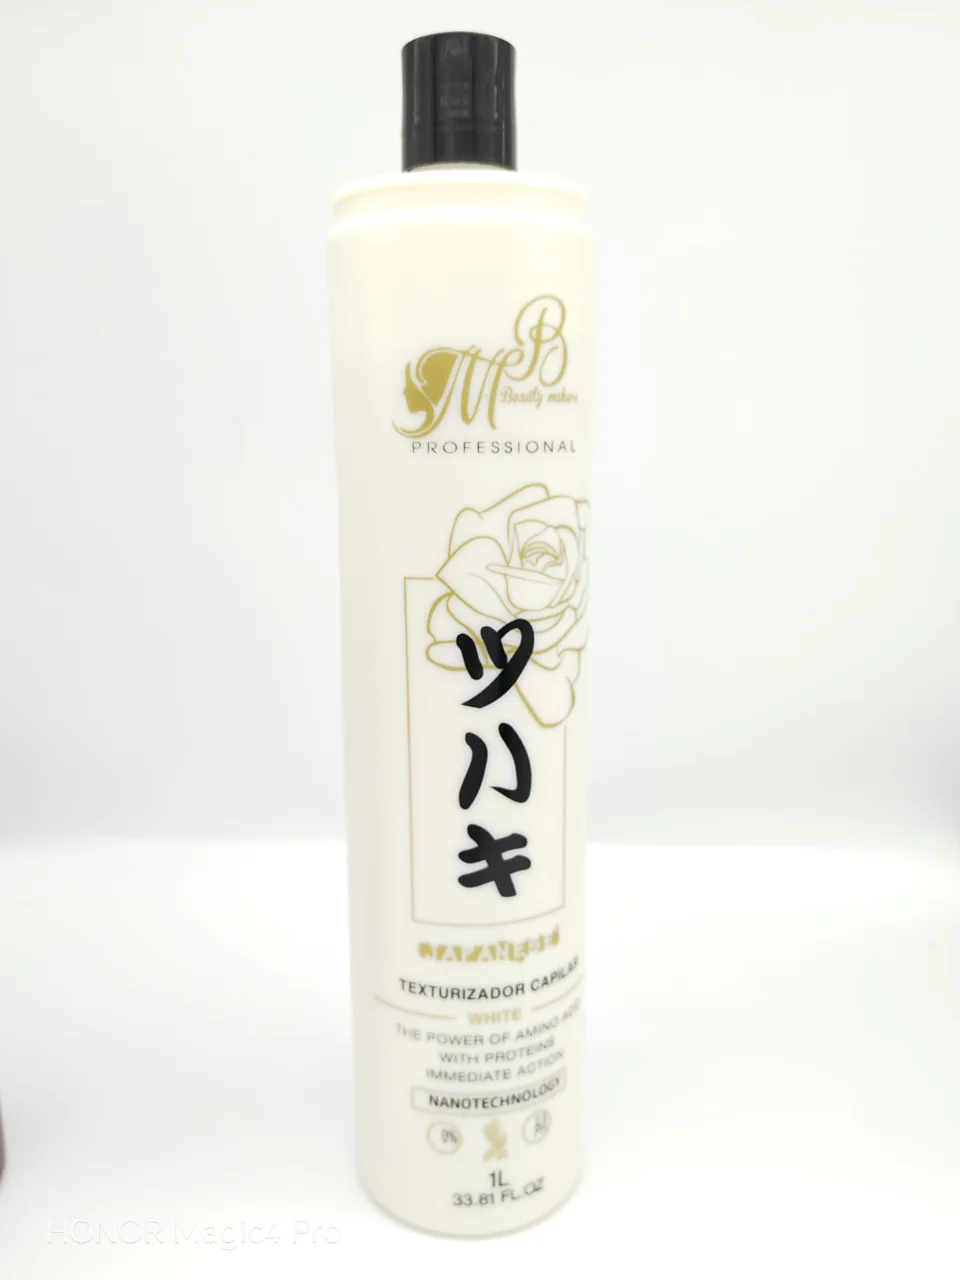 MB
Beauty makers
PROFESSIONAL
ツハキ
JAPANESE
TEXTURIZADOR CAPILAR
WHITE
THE POWER OF AMINO ACID
WITH PROTEINS
IMMEDIATE ACTION
NANOTECHNOLOGY
0%
1L
33.81 FL.OZ
HONOR Magic4 Pro